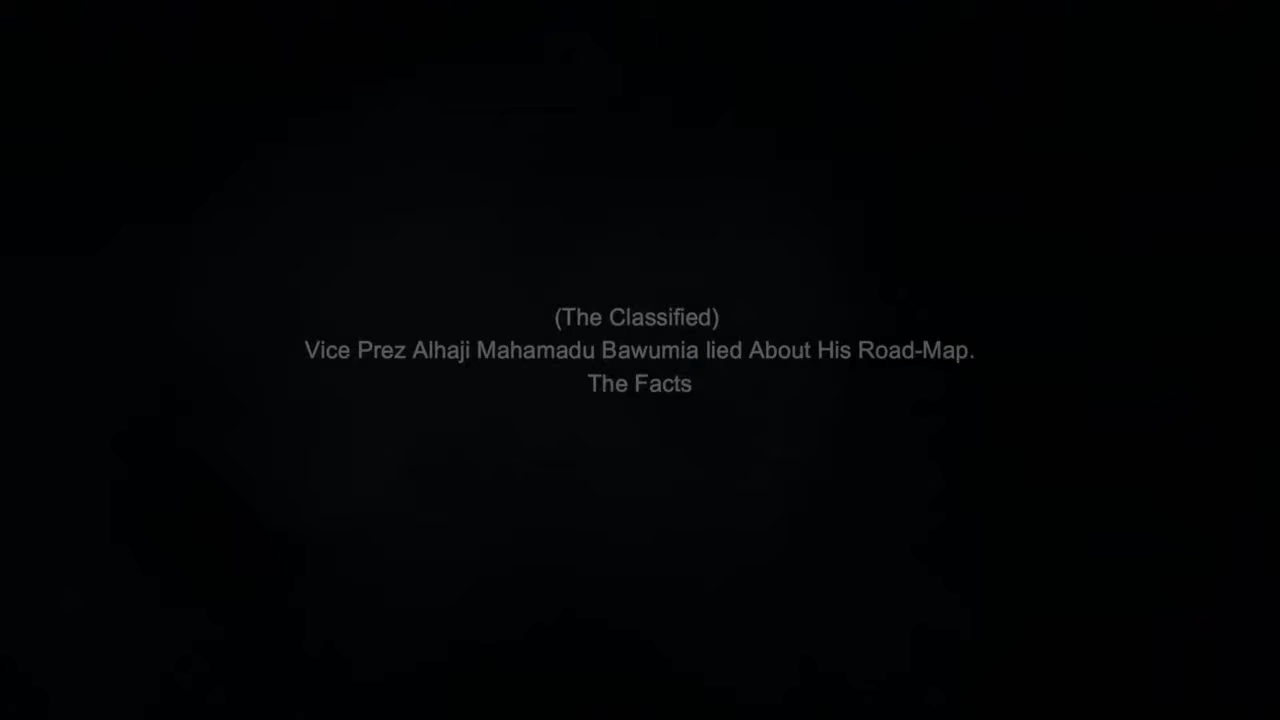 (The Classified)
Vice Prez Alhaji Mahamadu Bawumia lied About His Road-Map.
The Facts